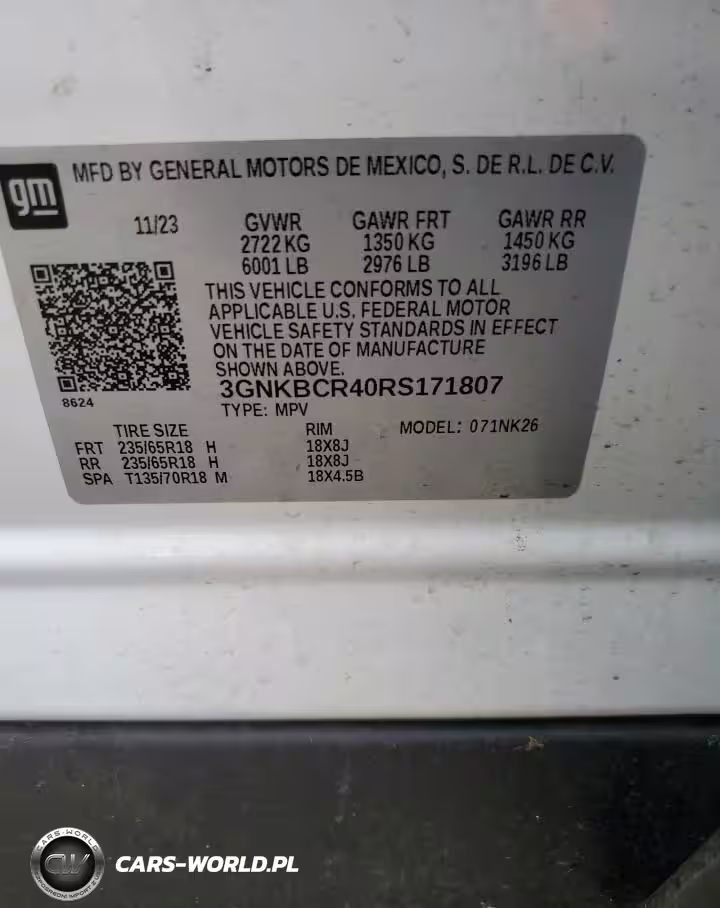 gm
MFD BY GENERAL MOTORS DE MEXICO, S. DE R.L. DE C.V.
11/23 GVWR GAWR FRT GAWR RR
2722 KG 1350 KG 1450 KG
6001 LB 2976 LB 3196 LB
THIS VEHICLE CONFORMS TO ALL
APPLICABLE U.S. FEDERAL MOTOR
VEHICLE SAFETY STANDARDS IN EFFECT
ON THE DATE OF MANUFACTURE
SHOWN ABOVE.
8624
3GNKBCR40RS171807
TYPE: MPV
TIRE SIZE RIM MODEL: 071NK26
FRT 235/65R18 H 18X8J
RR 235/65R18 H 18X8J
SPA T135/70R18 M 18X4.5B
CARS-WORLD
CW
CARS-WORLD.PL